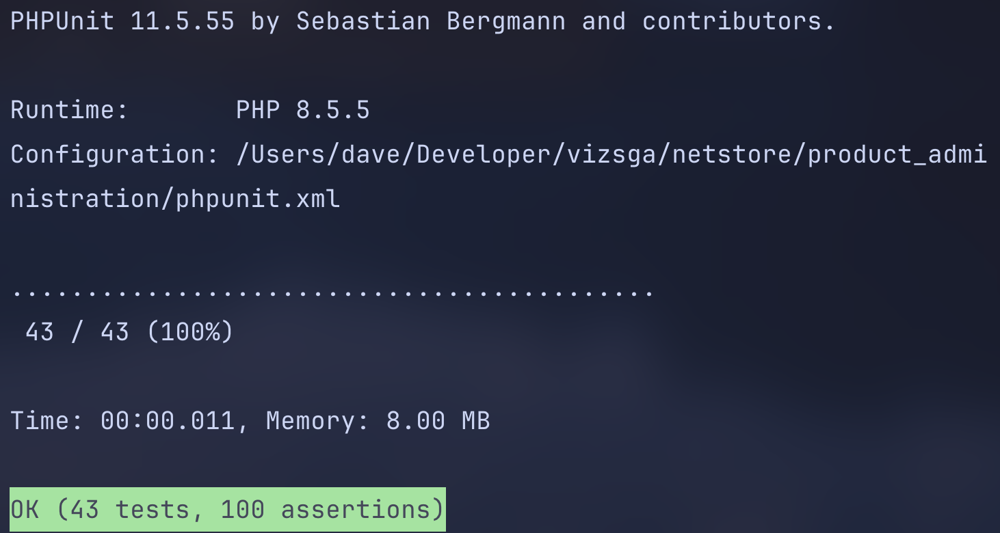 PHPUnit 11.5.55 by Sebastian Bergmann and contributors.
Runtime:       PHP 8.5.5
Configuration: /Users/dave/Developer/vizsga/netstore/product_admi
nistration/phpunit.xml
...........................................
 43 / 43 (100%)
Time: 00:00.011, Memory: 8.00 MB
OK (43 tests, 100 assertions)